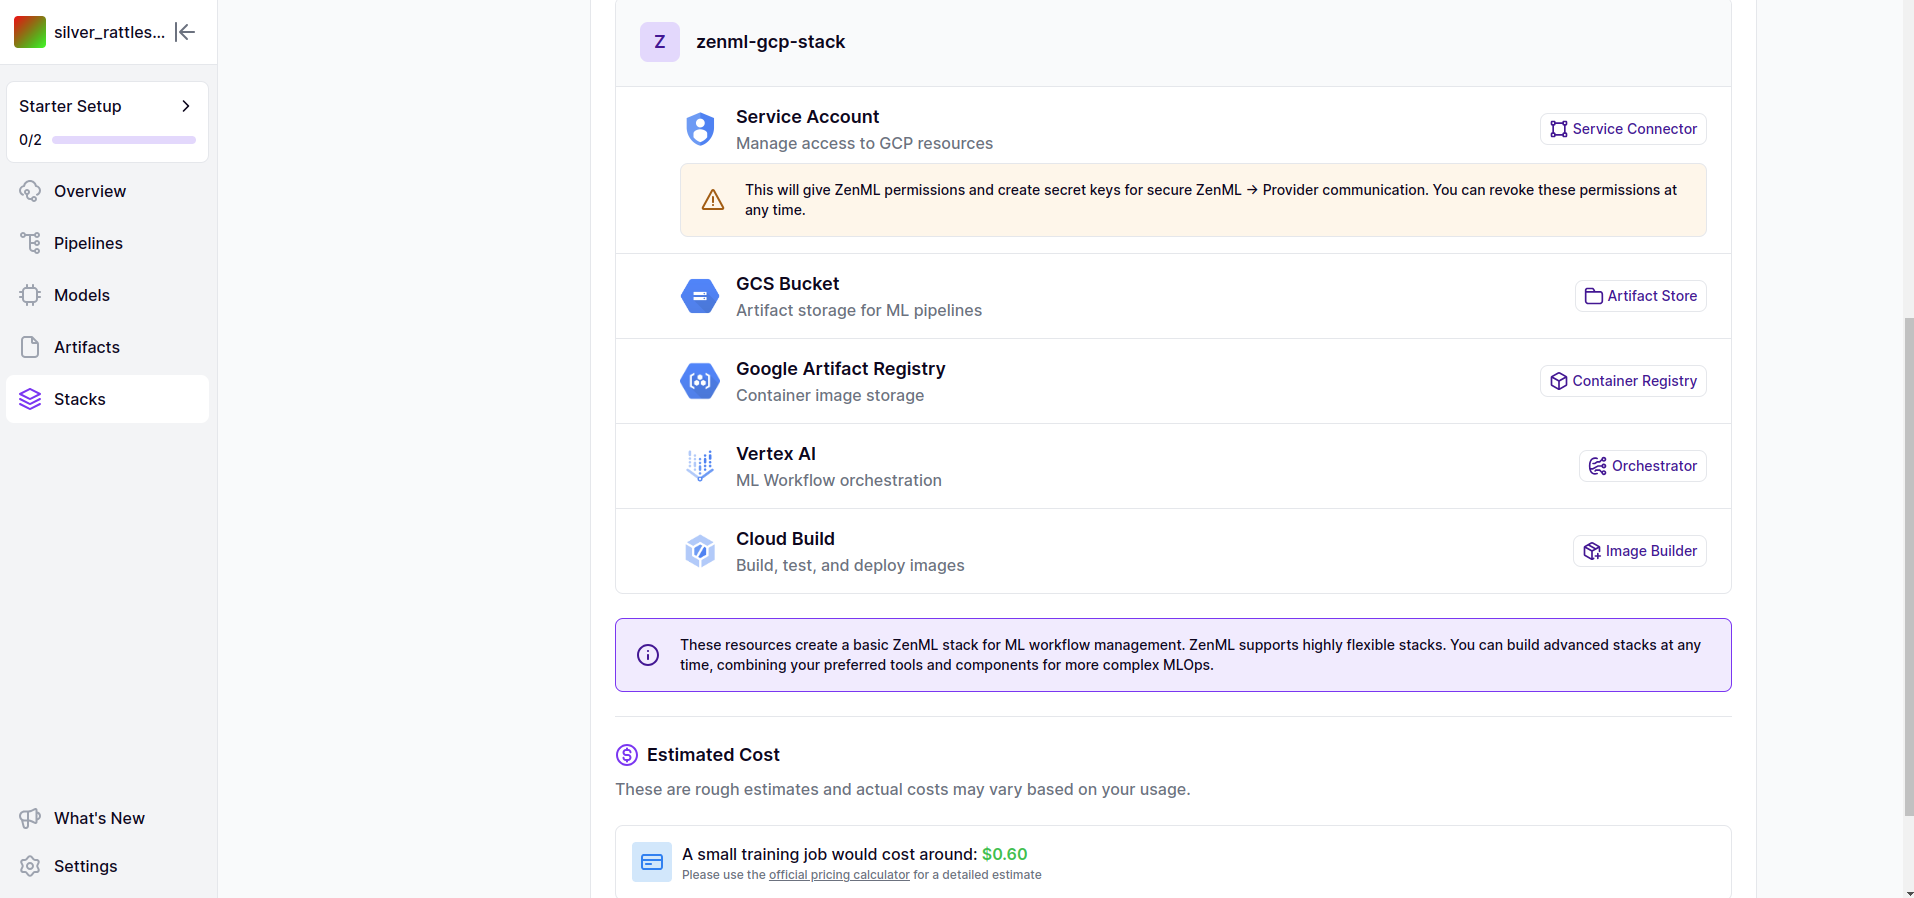 silver_rattles...
Starter Setup
0/2
Overview
Pipelines
Models
Artifacts
Stacks
What's New
Settings
Z
zenml-gcp-stack
Service Account
Manage access to GCP resources
Service Connector
This will give ZenML permissions and create secret keys for secure ZenML → Provider communication. You can revoke these permissions at
any time.
GCS Bucket
Artifact storage for ML pipelines
Artifact Store
Google Artifact Registry
Container image storage
Container Registry
Vertex AI
ML Workflow orchestration
Orchestrator
Cloud Build
Build, test, and deploy images
Image Builder
These resources create a basic ZenML stack for ML workflow management. ZenML supports highly flexible stacks. You can build advanced stacks at any
time, combining your preferred tools and components for more complex MLOps.
Estimated Cost
These are rough estimates and actual costs may vary based on your usage.
A small training job would cost around: $0.60
Please use the official pricing calculator for a detailed estimate